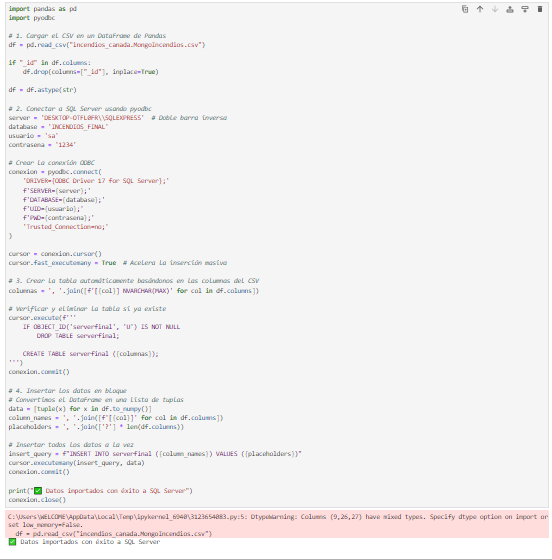 import pandas as pd
import pyodbc

# 1. Cargar el CSV en un DataFrame de Pandas
df = pd.read_csv("incendios_canada.MongoIncendios.csv")

if "_id" in df.columns:
    df.drop(columns=["_id"], inplace=True)

df = df.astype(str)

# 2. Conectar a SQL Server usando pyodbc
server = 'DESKTOP-OTFL0FR\\SQLEXPRESS'  # Doble barra inversa
database = 'INCENDIOS_FINAL'
usuario = 'sa'
contrasena = '1234'

# Crear la conexión ODBC
conexion = pyodbc.connect(
    'DRIVER={ODBC Driver 17 for SQL Server};'
    f'SERVER={server};'
    f'DATABASE={database};'
    f'UID={usuario};'
    f'PWD={contrasena};'
    'Trusted_Connection=no;'
)

cursor = conexion.cursor()
cursor.fast_executemany = True  # Acelera la inserción masiva

# 3. Crear la tabla automáticamente basándonos en las columnas del CSV
columnas = ', '.join([f'[{col}] NVARCHAR(MAX)' for col in df.columns])

# Verificar y eliminar la tabla si ya existe
cursor.execute(f'''
    IF OBJECT_ID('serverfinal', 'U') IS NOT NULL
        DROP TABLE serverfinal;

    CREATE TABLE serverfinal ({columnas});
''')
conexion.commit()

# 4. Insertar los datos en bloque
# Convertimos el DataFrame en una lista de tuplas
data = [tuple(x) for x in df.to_numpy()]
column_names = ', '.join([f'[{col}]' for col in df.columns])
placeholders = ', '.join(['?'] * len(df.columns))

# Insertar todos los datos a la vez
insert_query = f"INSERT INTO serverfinal ({column_names}) VALUES ({placeholders})"
cursor.executemany(insert_query, data)
conexion.commit()

print("✅ Datos importados con éxito a SQL Server")
conexion.close()
C:\Users\WELCOME\AppData\Local\Temp\ipykernel_6940\3123654083.py:5: DtypeWarning: Columns (9,26,27) have mixed types. Specify dtype option on import or
set low_memory=False.
  df = pd.read_csv("incendios_canada.MongoIncendios.csv")
✅ Datos importados con éxito a SQL Server